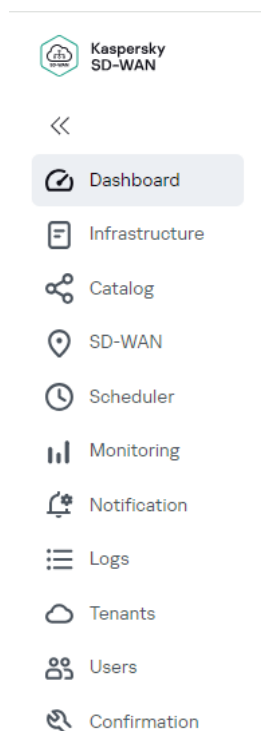 Kaspersky
SD-WAN
Dashboard
Infrastructure
Catalog
SD-WAN
Scheduler
Monitoring
Notification
Logs
Tenants
Users
Confirmation